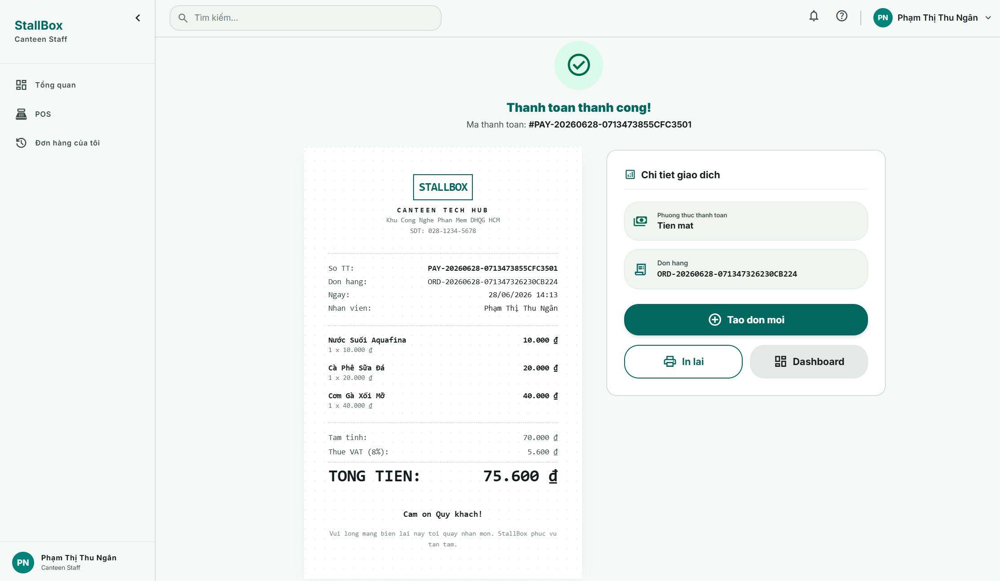 StallBox
Canteen Staff
Tổng quan
POS
Đơn hàng của tôi
PN
Phạm Thị Thu Ngân
Canteen Staff
Tìm kiếm...
PN
Phạm Thị Thu Ngân
Thanh toan thanh cong!
Ma thanh toan: #PAY-20260628-0713473855CFC3501
STALLBOX
CANTEEN TECH HUB
Khu Cong Nghe Phan Mem DHQG HCM
SDT: 028-1234-5678
So TT: PAY-20260628-0713473855CFC3501
Don hang: ORD-20260628-071347326230CB224
Ngay: 28/06/2026 14:13
Nhan vien: Phạm Thị Thu Ngân
Nước Suối Aquafina 10.000 ₫
1 x 10.000 ₫
Cà Phê Sữa Đá 20.000 ₫
1 x 20.000 ₫
Cơm Gà Xối Mỡ 40.000 ₫
1 x 40.000 ₫
Tam tinh: 70.000 ₫
Thue VAT (8%): 5.600 ₫
TONG TIEN: 75.600 ₫
Cam on Quy khach!
Vui long mang bien lai nay toi quay nhan mon. StallBox phuc vu
tan tam.
Chi tiet giao dich
Phuong thuc thanh toan
Tien mat
Don hang
ORD-20260628-071347326230CB224
Tao don moi
In lai
Dashboard